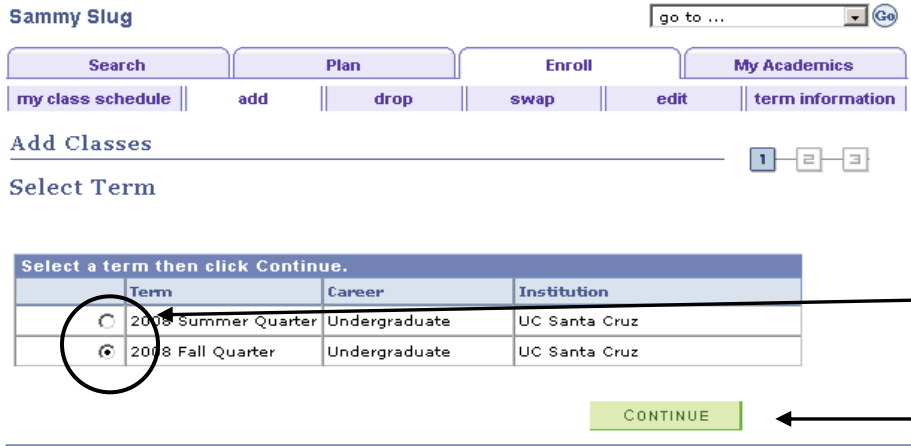 Sammy Slug go to ... Go
Search Plan Enroll My Academics
my class schedule add drop swap edit term information
Add Classes
1 2 3
Select Term
Select a term then click Continue.
Term Career Institution
2008 Summer Quarter Undergraduate UC Santa Cruz
2008 Fall Quarter Undergraduate UC Santa Cruz
CONTINUE